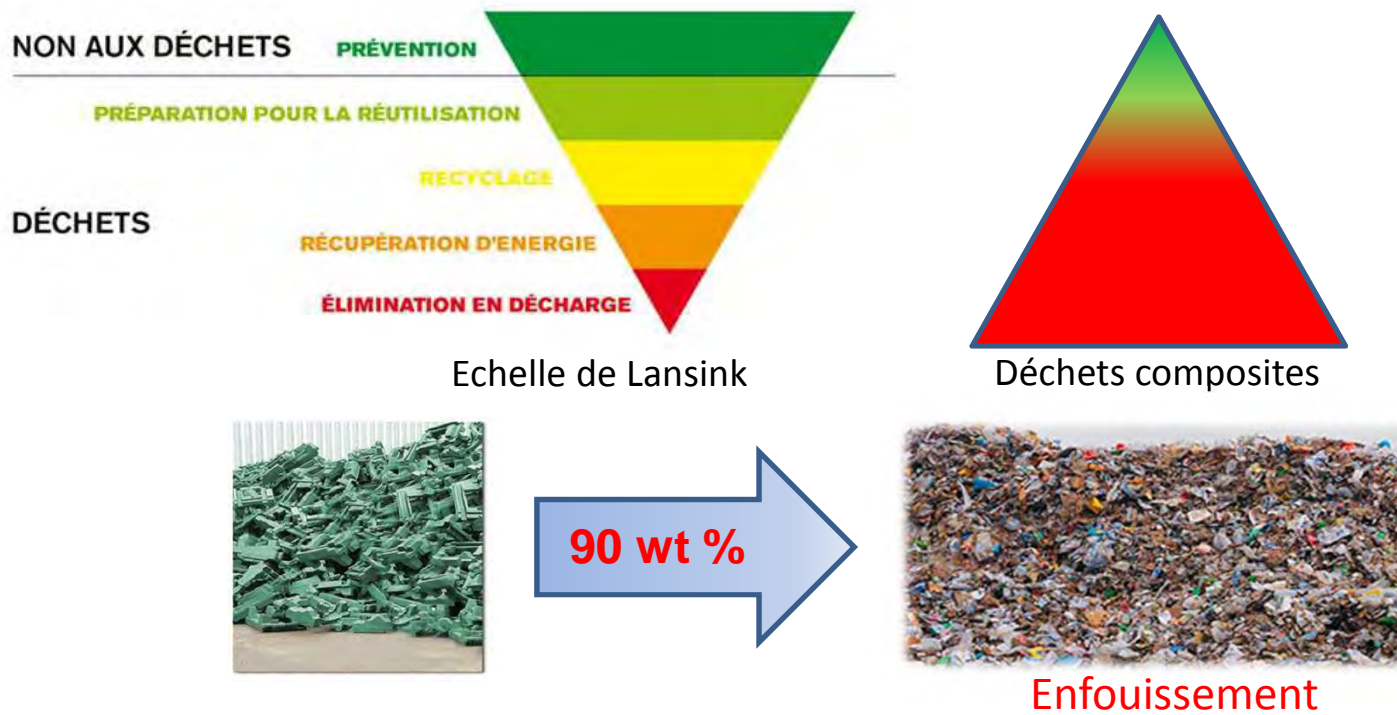 NON AUX DÉCHETS
PRÉVENTION
PRÉPARATION POUR LA RÉUTILISATION
RECYCLAGE
DÉCHETS
RÉCUPÉRATION D'ENERGIE
ÉLIMINATION EN DÉCHARGE
Echelle de Lansink
Déchets composites
90 wt %
Enfouissement